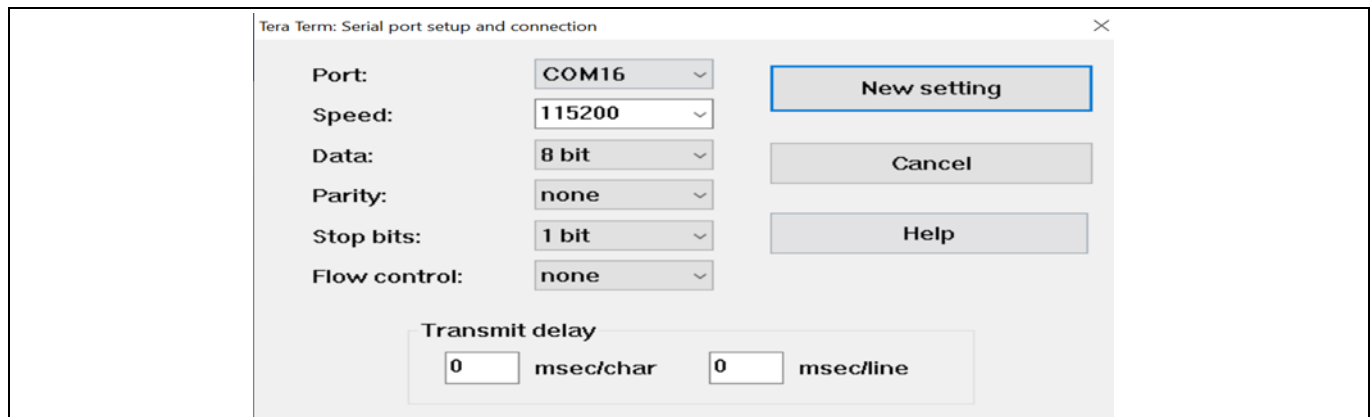 Tera Term: Serial port setup and connection
Port: COM16
New setting
Speed: 115200
Data: 8 bit
Cancel
Parity: none
Stop bits: 1 bit
Help
Flow control: none
Transmit delay
0 msec/char 0 msec/line